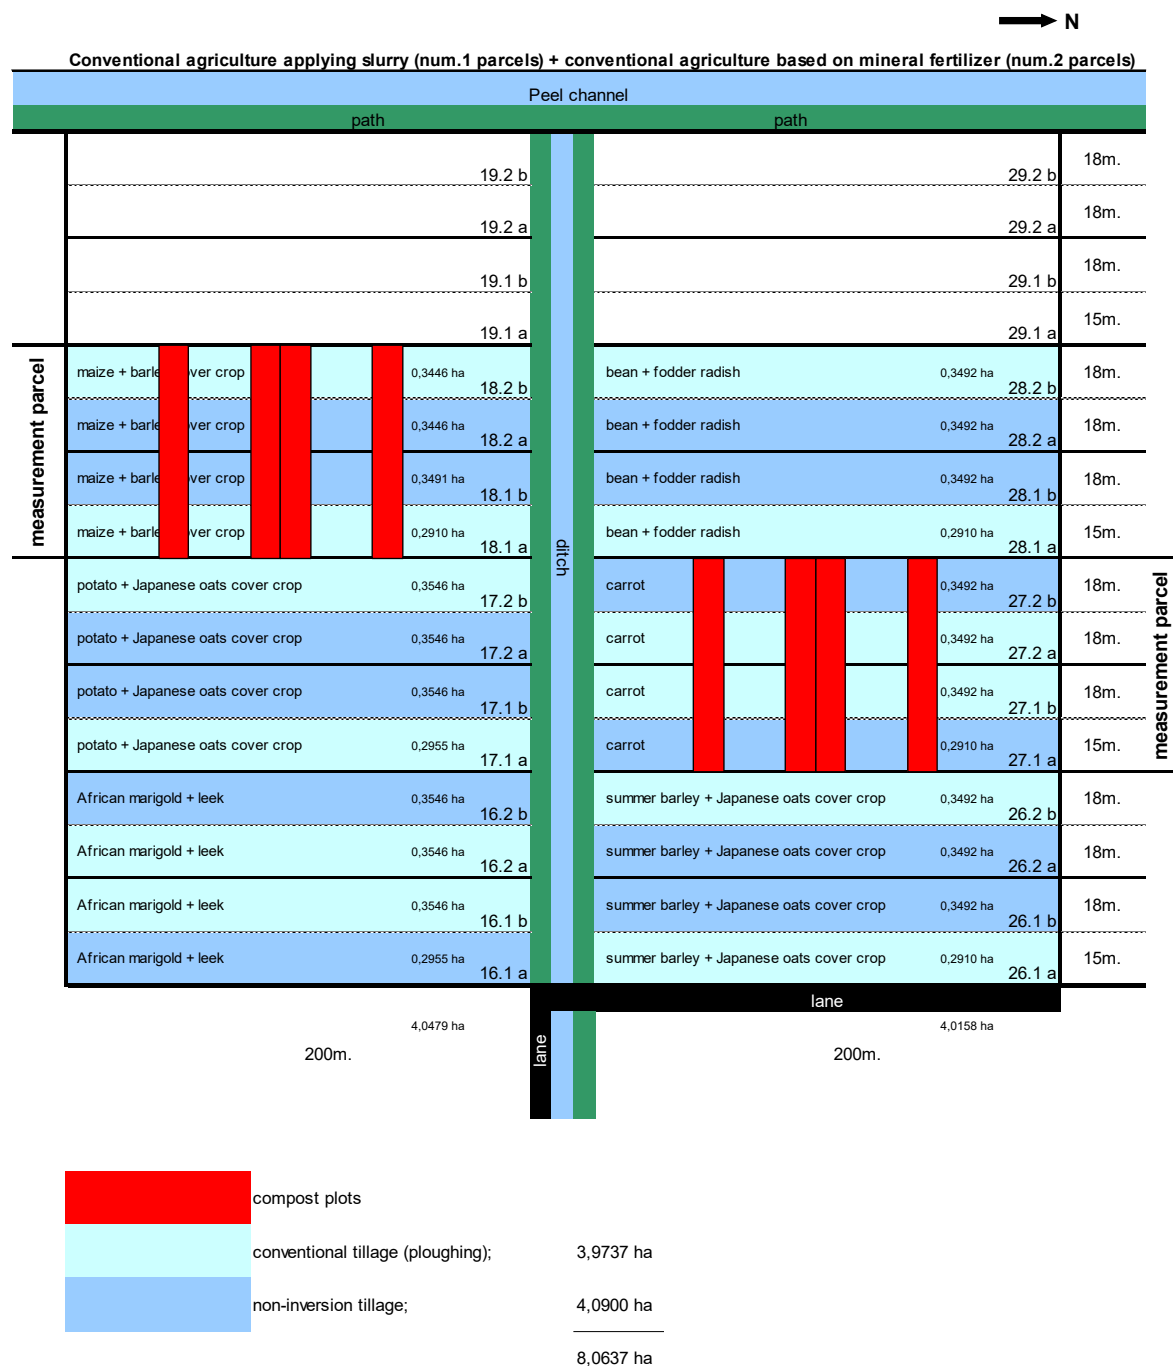 N
Conventional agriculture applying slurry (num.1 parcels) + conventional agriculture based on mineral fertilizer (num.2 parcels)
Peel channel
path path
19.2 b 29.2 b 18m.
19.2 a 29.2 a 18m.
19.1 b 29.1 b 18m.
19.1 a 29.1 a 15m.
measurement parcel
maize + barle over crop 0,3446 ha 18.2 b bean + fodder radish 0,3492 ha 28.2 b 18m.
maize + barle over crop 0,3446 ha 18.2 a bean + fodder radish 0,3492 ha 28.2 a 18m.
maize + barle over crop 0,3491 ha 18.1 b bean + fodder radish 0,3492 ha 28.1 b 18m.
maize + barle over crop 0,2910 ha 18.1 a bean + fodder radish 0,2910 ha 28.1 a 15m.
ditch
potato + Japanese oats cover crop 0,3546 ha 17.2 b carrot 0,3492 ha 27.2 b 18m.
potato + Japanese oats cover crop 0,3546 ha 17.2 a carrot 0,3492 ha 27.2 a 18m.
potato + Japanese oats cover crop 0,3546 ha 17.1 b carrot 0,3492 ha 27.1 b 18m.
potato + Japanese oats cover crop 0,2955 ha 17.1 a carrot 0,2910 ha 27.1 a 15m.
measurement parcel
African marigold + leek 0,3546 ha 16.2 b summer barley + Japanese oats cover crop 0,3492 ha 26.2 b 18m.
African marigold + leek 0,3546 ha 16.2 a summer barley + Japanese oats cover crop 0,3492 ha 26.2 a 18m.
African marigold + leek 0,3546 ha 16.1 b summer barley + Japanese oats cover crop 0,3492 ha 26.1 b 18m.
African marigold + leek 0,2955 ha 16.1 a summer barley + Japanese oats cover crop 0,2910 ha 26.1 a 15m.
lane
4,0479 ha 4,0158 ha
200m. 200m.
lane
compost plots
conventional tillage (ploughing); 3,9737 ha
non-inversion tillage; 4,0900 ha
8,0637 ha